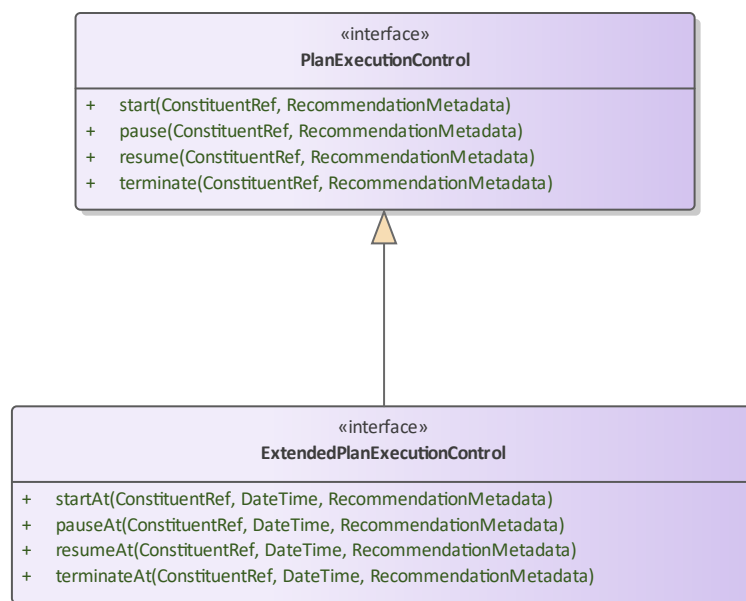 «interface»
PlanExecutionControl
+ start(ConstituentRef, RecommendationMetadata)
+ pause(ConstituentRef, RecommendationMetadata)
+ resume(ConstituentRef, RecommendationMetadata)
+ terminate(ConstituentRef, RecommendationMetadata)
«interface»
ExtendedPlanExecutionControl
+ startAt(ConstituentRef, DateTime, RecommendationMetadata)
+ pauseAt(ConstituentRef, DateTime, RecommendationMetadata)
+ resumeAt(ConstituentRef, DateTime, RecommendationMetadata)
+ terminateAt(ConstituentRef, DateTime, RecommendationMetadata)